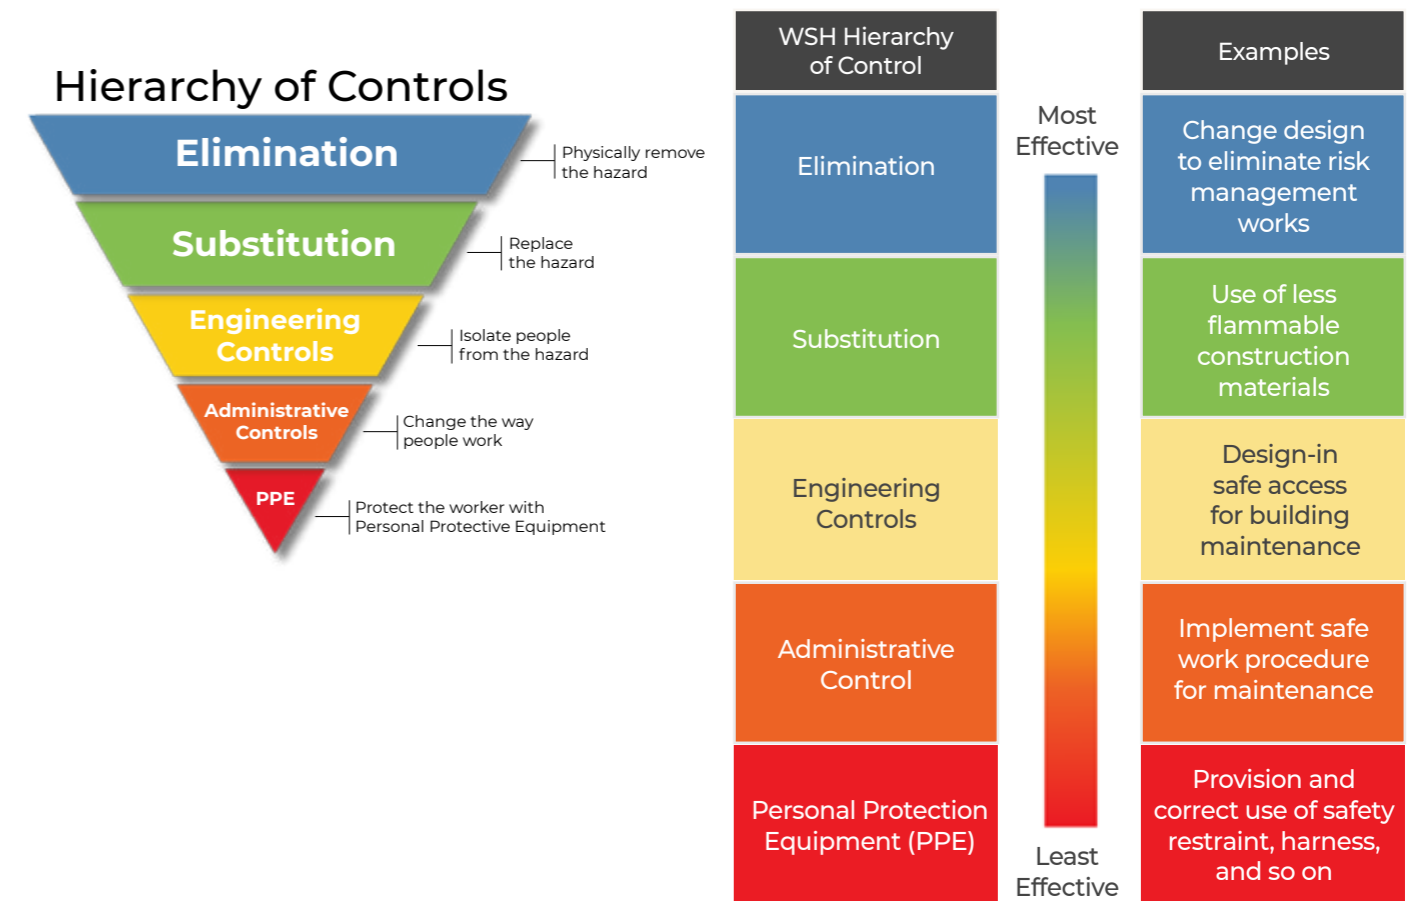 Hierarchy of Controls
Elimination
Physically remove
the hazard
Substitution
Replace
the hazard
Engineering
Controls
Isolate people
from the hazard
Administrative
Controls
Change the way
people work
PPE
Protect the worker with
Personal Protective Equipment
WSH Hierarchy
of Control
Examples
Most
Effective
Elimination
Change design
to eliminate risk
management
works
Substitution
Use of less
flammable
construction
materials
Engineering
Controls
Design-in
safe access
for building
maintenance
Administrative
Control
Implement safe
work procedure
for maintenance
Personal Protection
Equipment (PPE)
Provision and
correct use of safety
restraint, harness,
and so on
Least
Effective